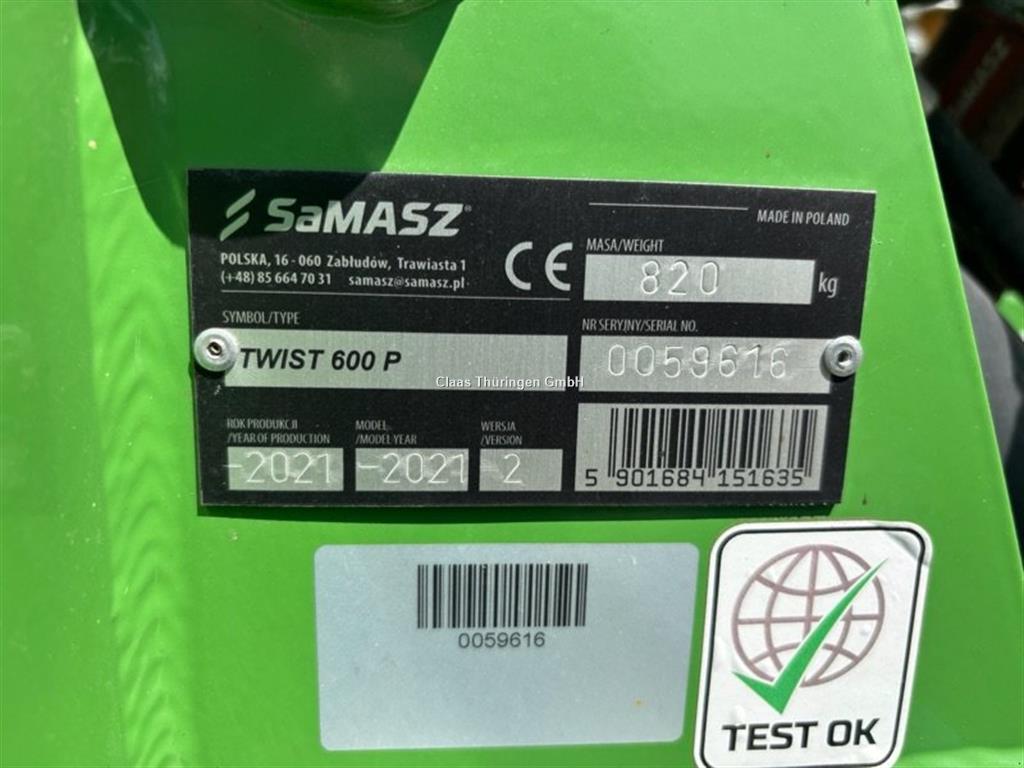 SaMASZ®
POLSKA, 16 - 060 Zabłudów, Trawiasta 1
(+48) 85 664 70 31 samasz@samasz.pl
CE
MADE IN POLAND
MASA/WEIGHT
820 kg
SYMBOL/TYPE
TWIST 600 P
NR SERYJNY/SERIAL NO.
0059616
Claas Thüringen GmbH
ROK PRODUKCJI
/YEAR OF PRODUCTION
-2021
MODEL
/MODEL YEAR
-2021
WERSJA
/VERSION
2
5 901684 151635
0059616
TEST OK
SaMASZ